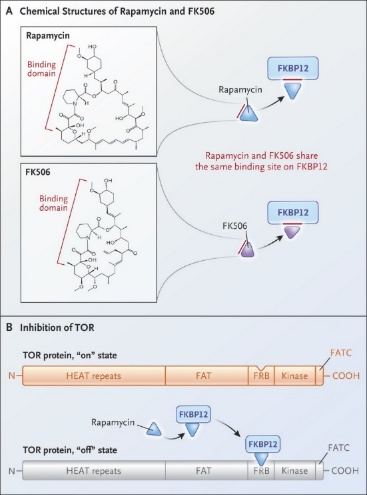 A Chemical Structures of Rapamycin and FK506
Rapamycin
Binding
domain
FKBP12
Rapamycin
Rapamycin and FK506 share
the same binding site on FKBP12
FK506
Binding
domain
FKBP12
FK506
B Inhibition of TOR
TOR protein, "on" state
FATC
N
HEAT repeats
FAT
FRB
Kinase
COOH
Rapamycin
FKBP12
FKBP12
TOR protein, "off" state
FATC
N
HEAT repeats
FAT
FRB
Kinase
COOH